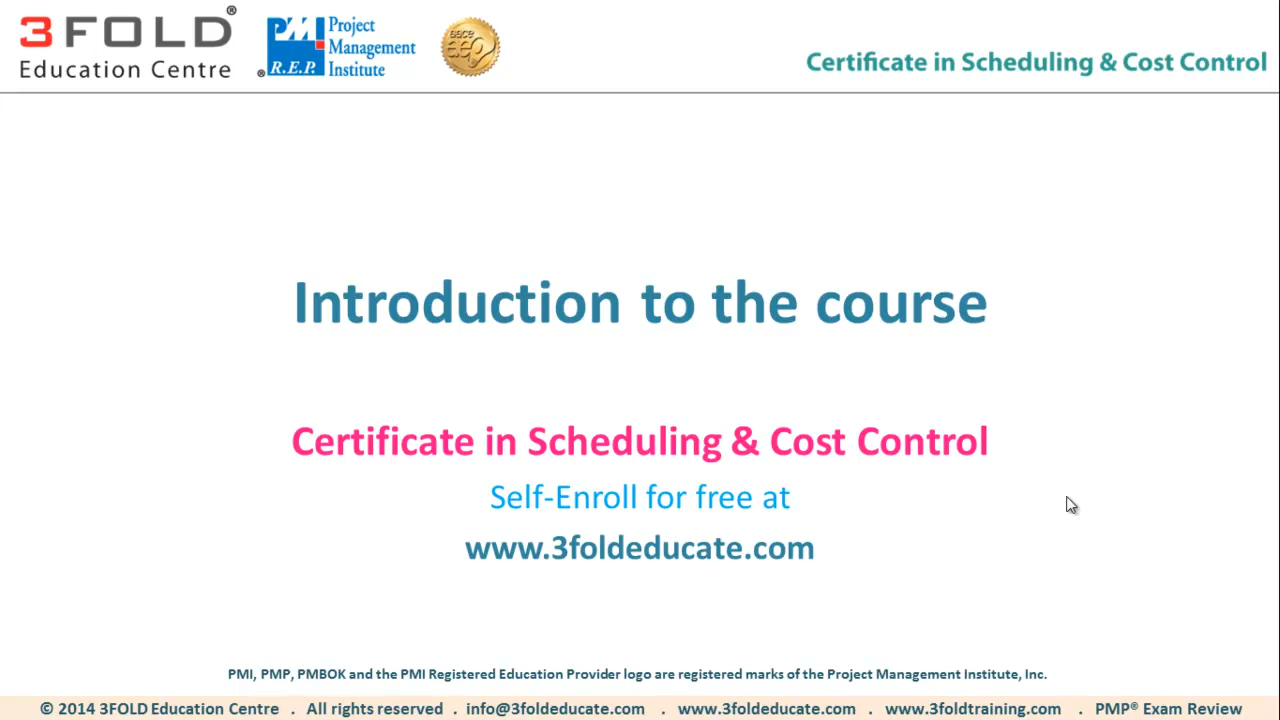 3FOLD®
Education Centre
PMI
® R.E.P.
Project
Management
Institute
aace
aeo
Certificate in Scheduling & Cost Control
Introduction to the course
Certificate in Scheduling & Cost Control
Self-Enroll for free at
www.3foldeducate.com
PMI, PMP, PMBOK and the PMI Registered Education Provider logo are registered marks of the Project Management Institute, Inc.
© 2014 3FOLD Education Centre . All rights reserved . info@3foldeducate.com . www.3foldeducate.com . www.3foldtraining.com . PMP® Exam Review